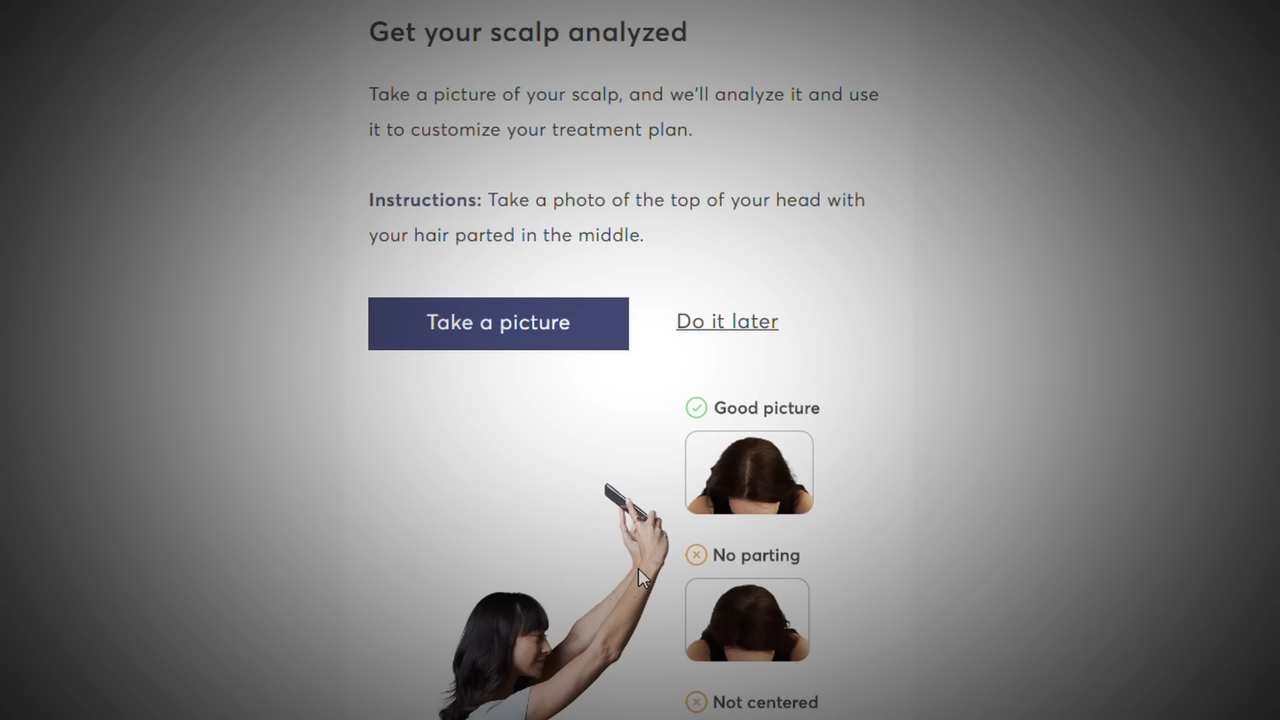 Get your scalp analyzed
Take a picture of your scalp, and we'll analyze it and use
it to customize your treatment plan.
Instructions: Take a photo of the top of your head with
your hair parted in the middle.
Take a picture
Do it later
Good picture
No parting
Not centered